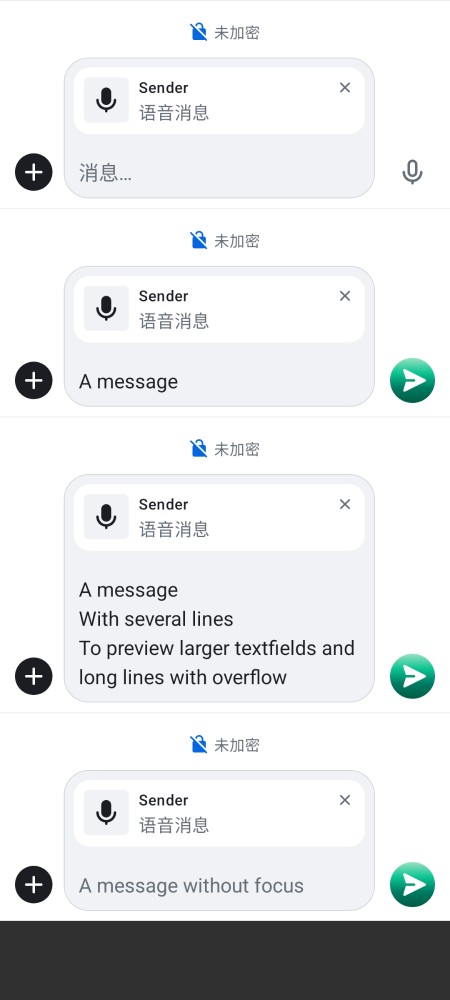 未加密
Sender
语音消息
消息…
未加密
Sender
语音消息
A message
未加密
Sender
语音消息
A message
With several lines
To preview larger textfields and
long lines with overflow
未加密
Sender
语音消息
A message without focus